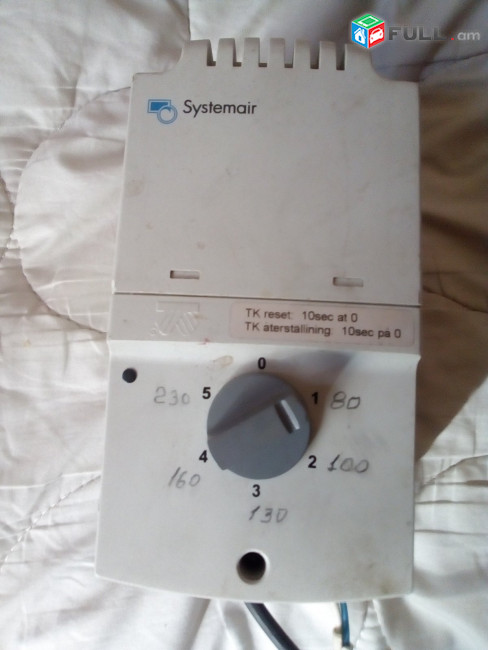 FULL.am
Systemair
TK reset: 10sec at 0
TK återställning: 10sec på 0
0
230 5 1 80
160 4 2 100
3
130